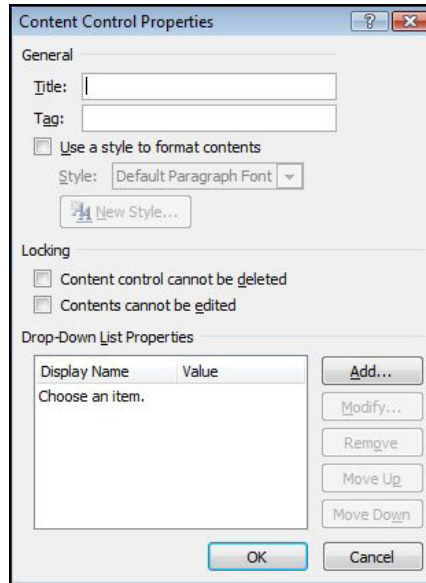 Content Control Properties
General
Title:
Tag:
Use a style to format contents
Style: Default Paragraph Font
New Style...
Locking
Content control cannot be deleted
Contents cannot be edited
Drop-Down List Properties
Display Name Value
Choose an item.
Add...
Modify...
Remove
Move Up
Move Down
OK Cancel